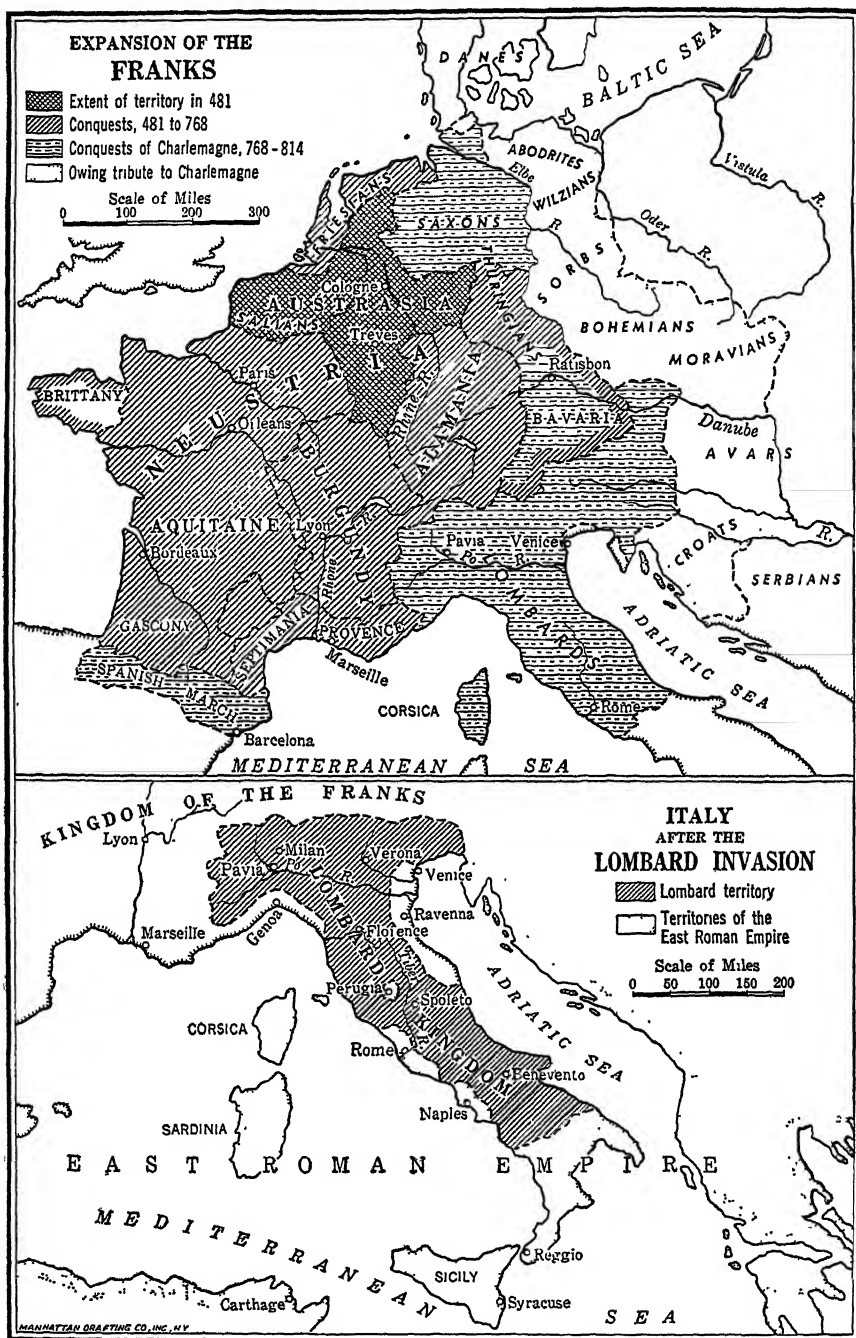 EXPANSION OF THE
FRANKS
Extent of territory in 481
Conquests, 481 to 768
Conquests of Charlemagne, 768-814
Owing tribute to Charlemagne
Scale of Miles
0 100 200 300
DANES
BALTIC SEA
ABODRITES
Elbe
R.
WILZIANS
Vistula
R.
Oder
R.
FRIESIANS
SAXONS
SORBS
THURINGIANS
Cologne
AUSTRASIA
SALIANS
Treves
BOHEMIANS
MORAVIANS
Paris
NEUSTRIA
Rhine R.
Ratisbon
BRITTANY
Orleans
ALAMANIA
BAVARIA
Danube
R.
AVARS
BURGUNDY
AQUITAINE
Lyon
R.
Rhone
Pavia
Po R.
Venice
CROATS
SERBIANS
Bordeaux
LOMBARDS
GASCONY
SEPTIMANIA
PROVENCE
Marseille
ADRIATIC SEA
SPANISH
MARCH
CORSICA
Rome
Barcelona
MEDITERRANEAN SEA
KINGDOM OF THE FRANKS
ITALY
AFTER THE
LOMBARD INVASION
Lombard territory
Territories of the
East Roman Empire
Scale of Miles
0 50 100 150 200
Lyon
Milan
Verona
Pavia
Po R.
Venice
Genoa
Ravenna
Marseille
Florence
LOMBARD
KINGDOM
Tiber
R.
Perugia
Spoleto
ADRIATIC SEA
CORSICA
Rome
Benevento
Naples
SARDINIA
EAST ROMAN EMPIRE
MEDITERRANEAN
SEA
Reggio
SICILY
Carthage
Syracuse
MANHATTAN DRAFTING CO., INC., N.Y.